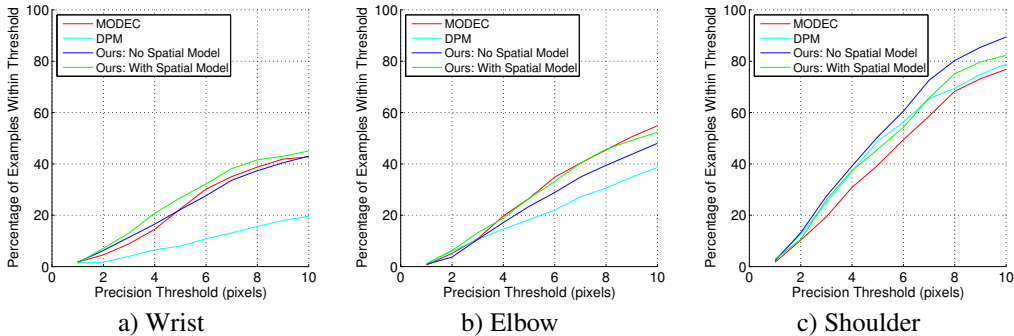 100
80
60
40
20
0
0 2 4 6 8 10
Percentage of Examples Within Threshold
Precision Threshold (pixels)
MODEC
DPM
Ours: No Spatial Model
Ours: With Spatial Model
a) Wrist
100
80
60
40
20
0
0 2 4 6 8 10
Percentage of Examples Within Threshold
Precision Threshold (pixels)
MODEC
DPM
Ours: No Spatial Model
Ours: With Spatial Model
b) Elbow
100
80
60
40
20
0
0 2 4 6 8 10
Percentage of Examples Within Threshold
Precision Threshold (pixels)
MODEC
DPM
Ours: No Spatial Model
Ours: With Spatial Model
c) Shoulder